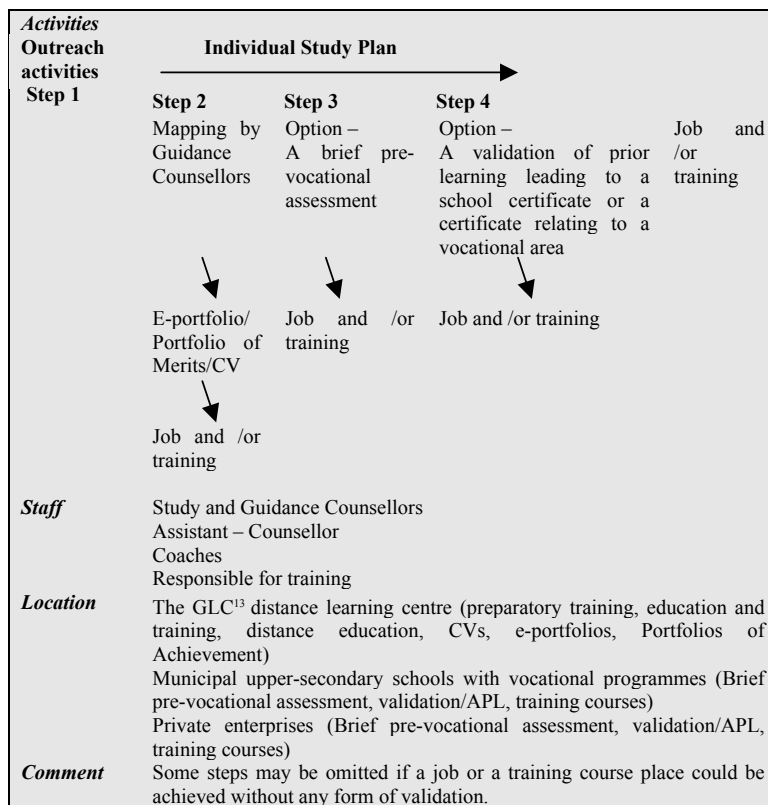 Activities
Outreach activities
Step 1
Individual Study Plan
Step 2
Mapping by
Guidance
Counsellors
Step 3
Option –
A brief pre-
vocational
assessment
Step 4
Option –
A validation of prior
learning leading to a
school certificate or a
certificate relating to a
vocational area
Job and
/or
training
E-portfolio/
Portfolio of
Merits/CV
Job and /or
training
Job and /or training
Job and /or
training
Staff
Study and Guidance Counsellors
Assistant – Counsellor
Coaches
Responsible for training
Location
The GLC13 distance learning centre (preparatory training, education and
training, distance education, CVs, e-portfolios, Portfolios of
Achievement)
Municipal upper-secondary schools with vocational programmes (Brief
pre-vocational assessment, validation/APL, training courses)
Private enterprises (Brief pre-vocational assessment, validation/APL,
training courses)
Comment
Some steps may be omitted if a job or a training course place could be
achieved without any form of validation.